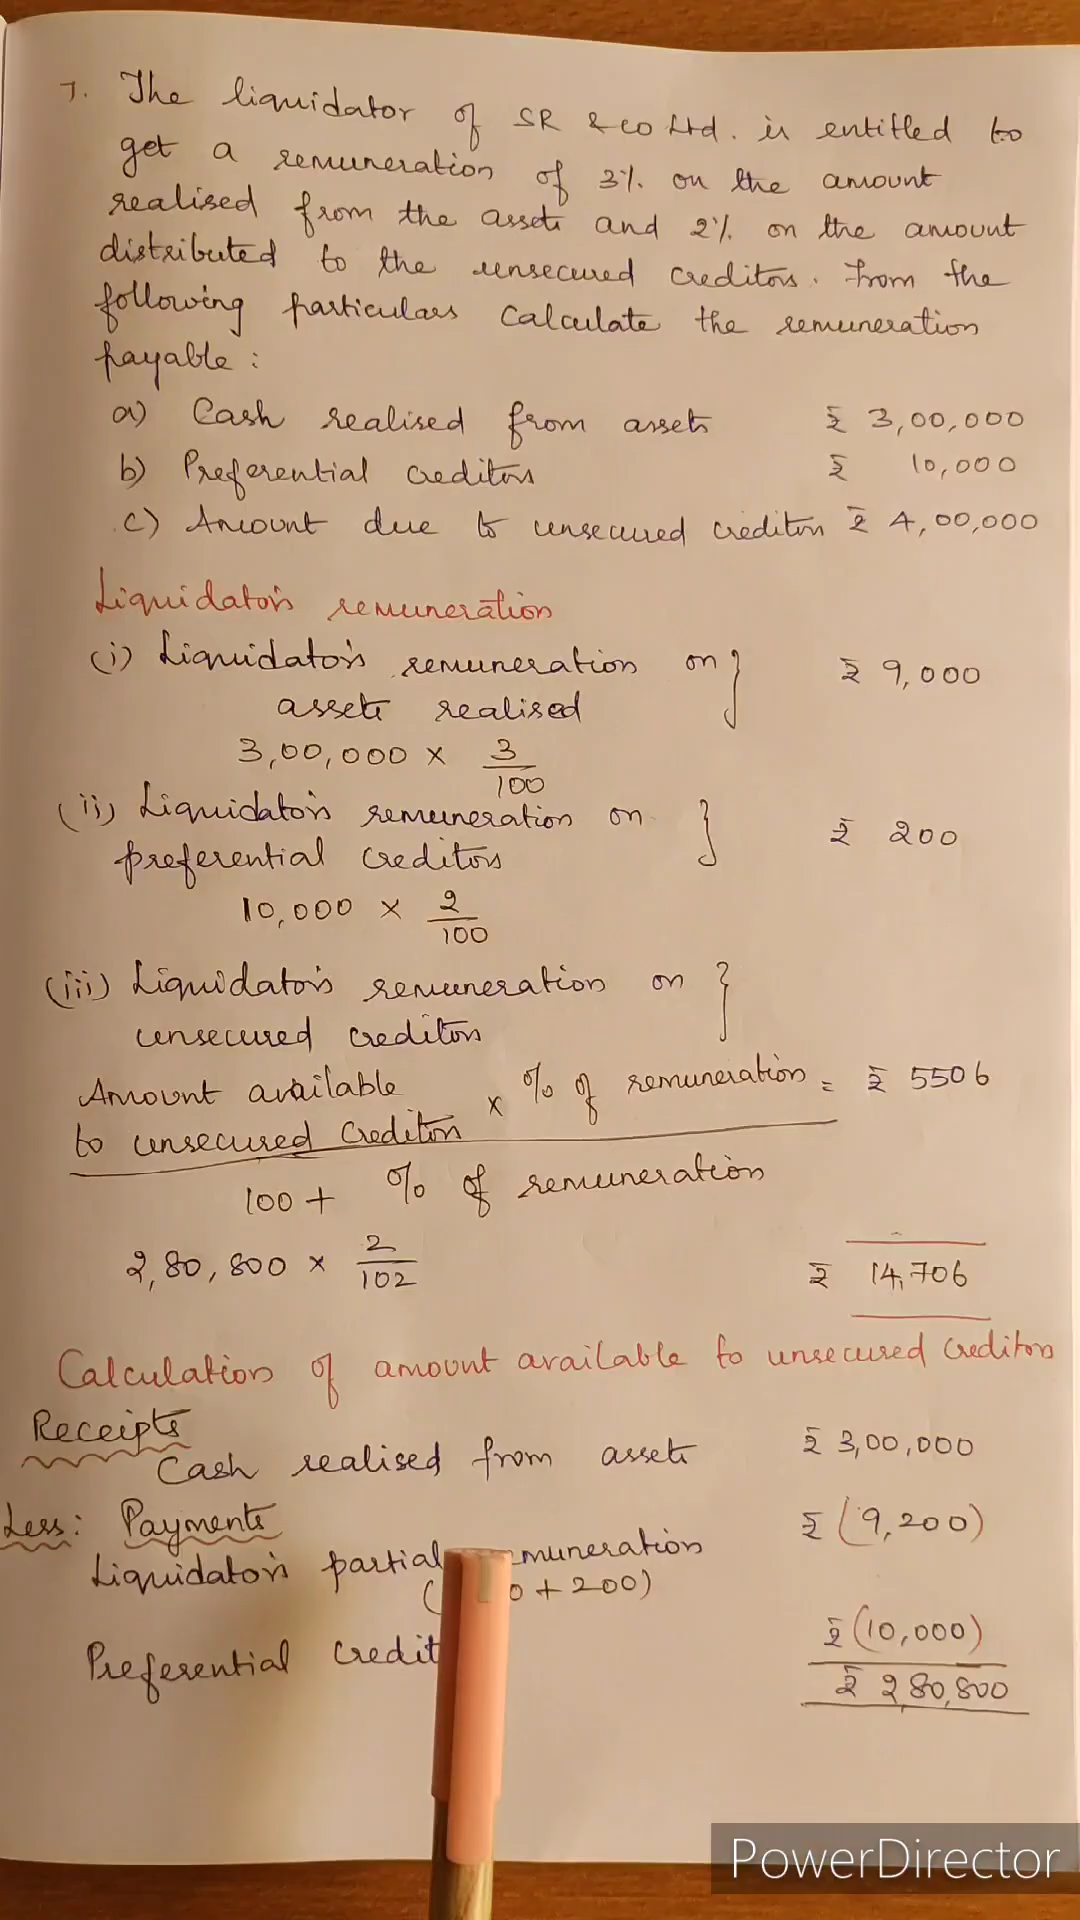 7. The liquidator of SR & co Ltd. is entitled to
get a remuneration of 3% on the amount
realised from the assets and 2% on the amount
distributed to the unsecured creditors. From the
following particulars calculate the remuneration
payable:
a) Cash realised from assets ₹ 3,00,000
b) Preferential creditors ₹ 10,000
c) Amount due to unsecured creditors ₹ 4,00,000
Liquidator's remuneration
(i) Liquidator's remuneration on } ₹ 9,000
assets realised
3,00,000 × 3/100
(ii) Liquidator's remuneration on } ₹ 200
preferential creditors
10,000 × 2/100
(iii) Liquidator's remuneration on }
unsecured creditors
Amount available × % of remuneration = ₹ 5506
to unsecured creditors
100 + % of remuneration
2,80,800 × 2/102 ₹ 14,706
Calculation of amount available to unsecured creditors
Receipts
Cash realised from assets ₹ 3,00,000
Less: Payments ₹ (9,200)
Liquidator's partial muneration
( 0 + 200)
₹ (10,000)
Preferential Credit
₹ 2,80,800
PowerDirector